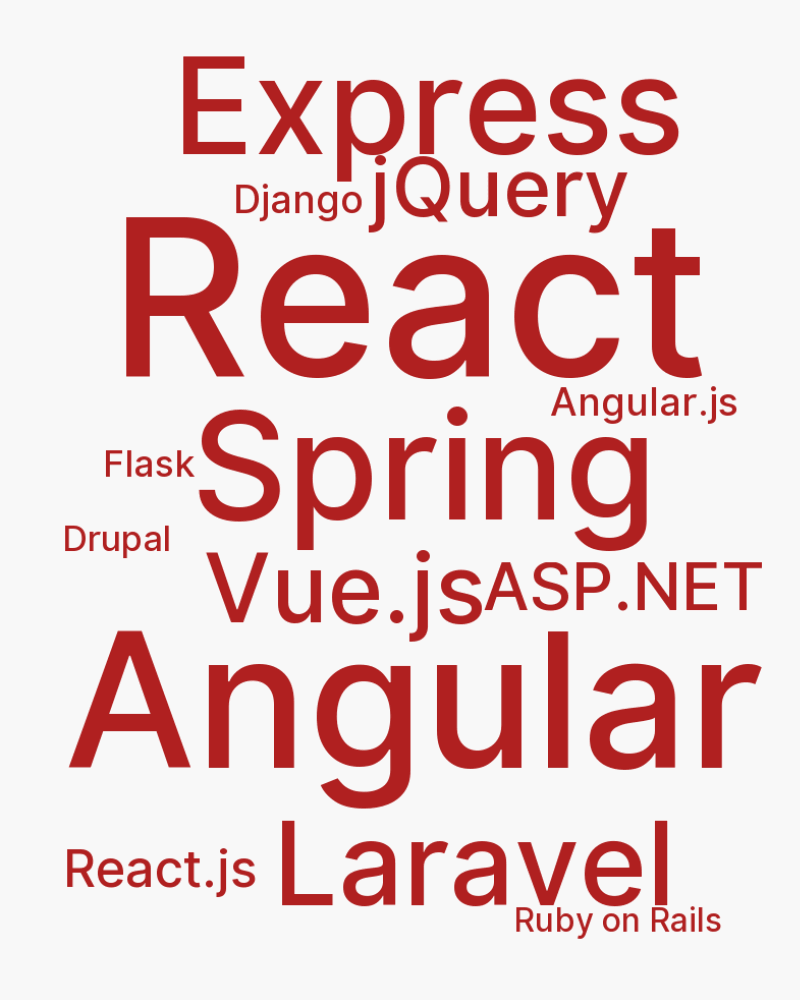 Express
Django jQuery
React
Angular.js
Flask Spring
Drupal
Vue.js ASP.NET
Angular
React.js Laravel
Ruby on Rails